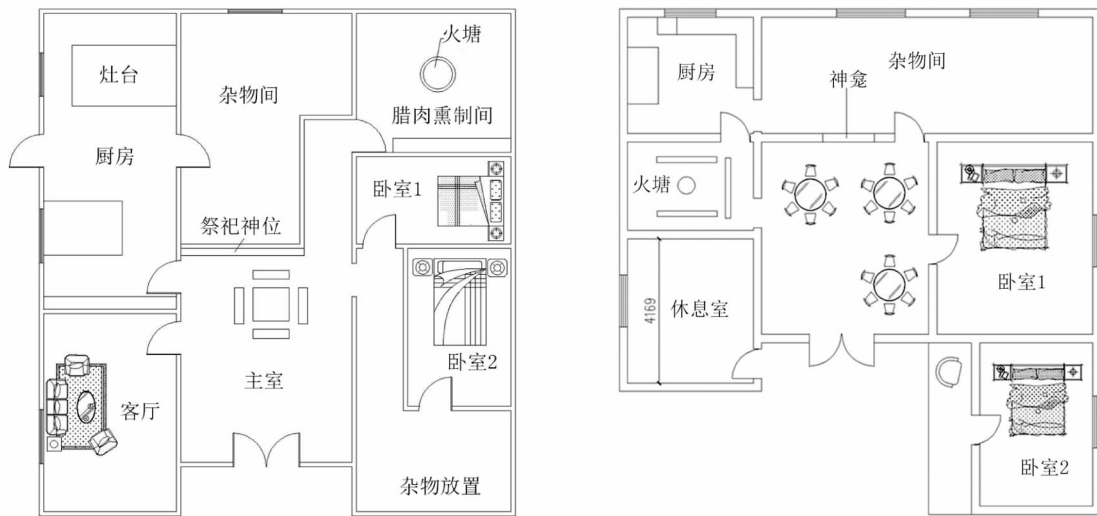 火塘
灶台
杂物间
腊肉熏制间
厨房
卧室1
祭祀神位
卧室2
主室
客厅
杂物放置
厨房
杂物间
神龛
火塘
卧室1
休息室
4169
卧室2